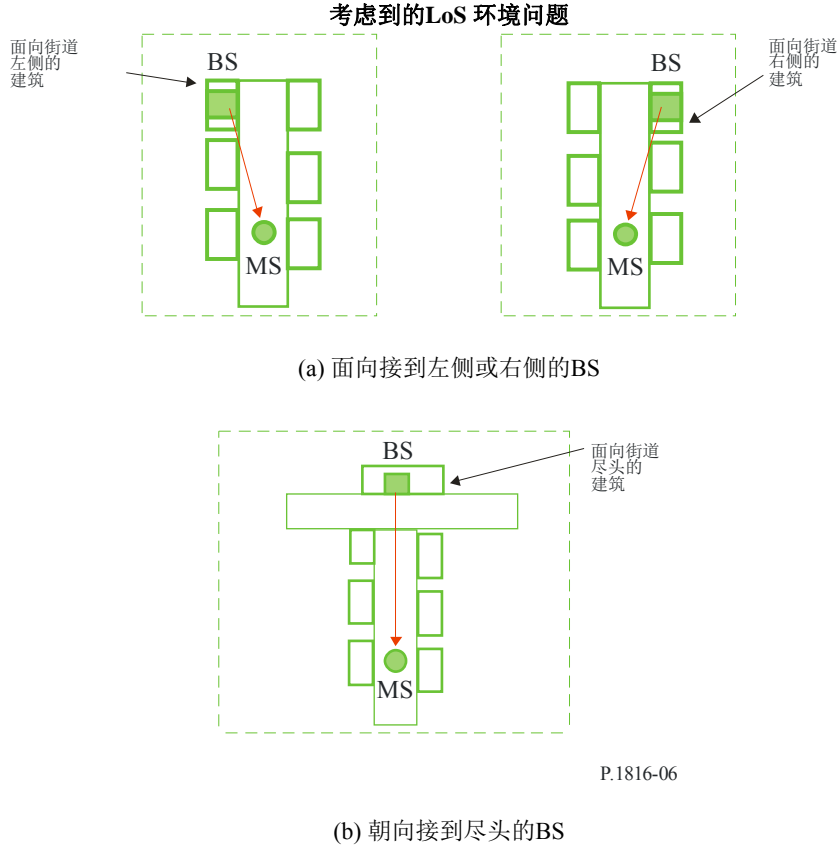 考虑到的LoS 环境问题
面向街道
左侧的
建筑
BS
MS
BS
面向街道
右侧的
建筑
MS
(a) 面向接到左侧或右侧的BS
BS
面向街道
尽头的
建筑
MS
P.1816-06
(b) 朝向接到尽头的BS